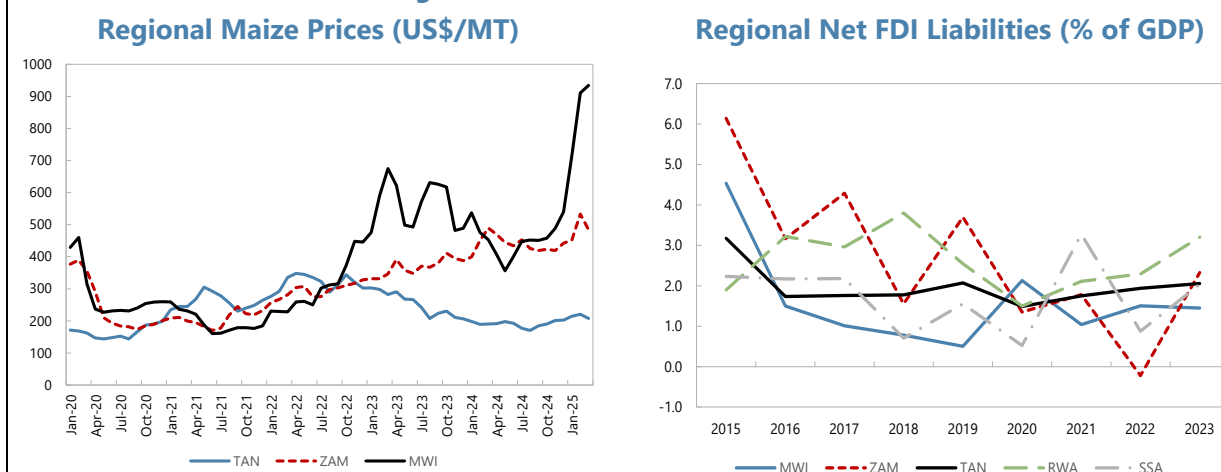 Regional Maize Prices (US$/MT)
1000
900
800
700
600
500
400
300
200
100
0
Jan-20
Apr-20
Jul-20
Oct-20
Jan-21
Apr-21
Jul-21
Oct-21
Jan-22
Apr-22
Jul-22
Oct-22
Jan-23
Apr-23
Jul-23
Oct-23
Jan-24
Apr-24
Jul-24
Oct-24
Jan-25
TAN ZAM MWI
Regional Net FDI Liabilities (% of GDP)
7.0
6.0
5.0
4.0
3.0
2.0
1.0
0.0
-1.0
2015 2016 2017 2018 2019 2020 2021 2022 2023
MWI ZAM TAN RWA SSA